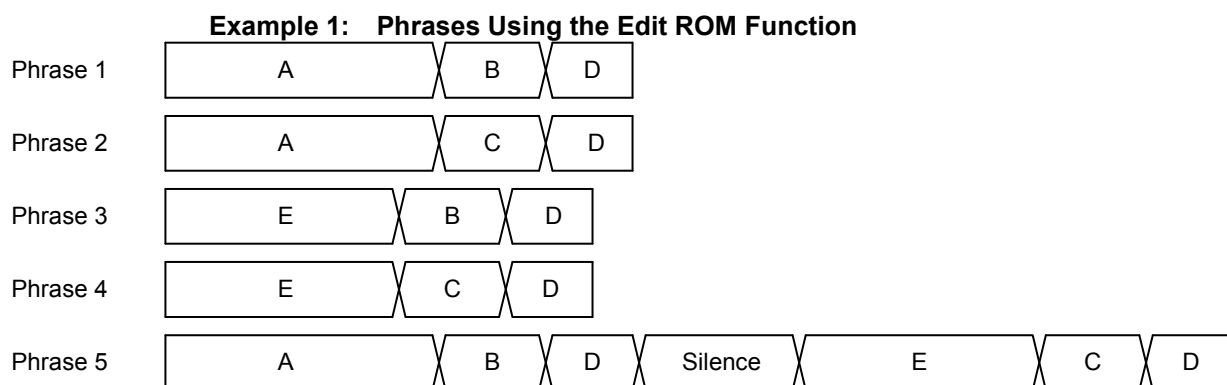 Example 1: Phrases Using the Edit ROM Function
Phrase 1 A B D
Phrase 2 A C D
Phrase 3 E B D
Phrase 4 E C D
Phrase 5 A B D Silence E C D